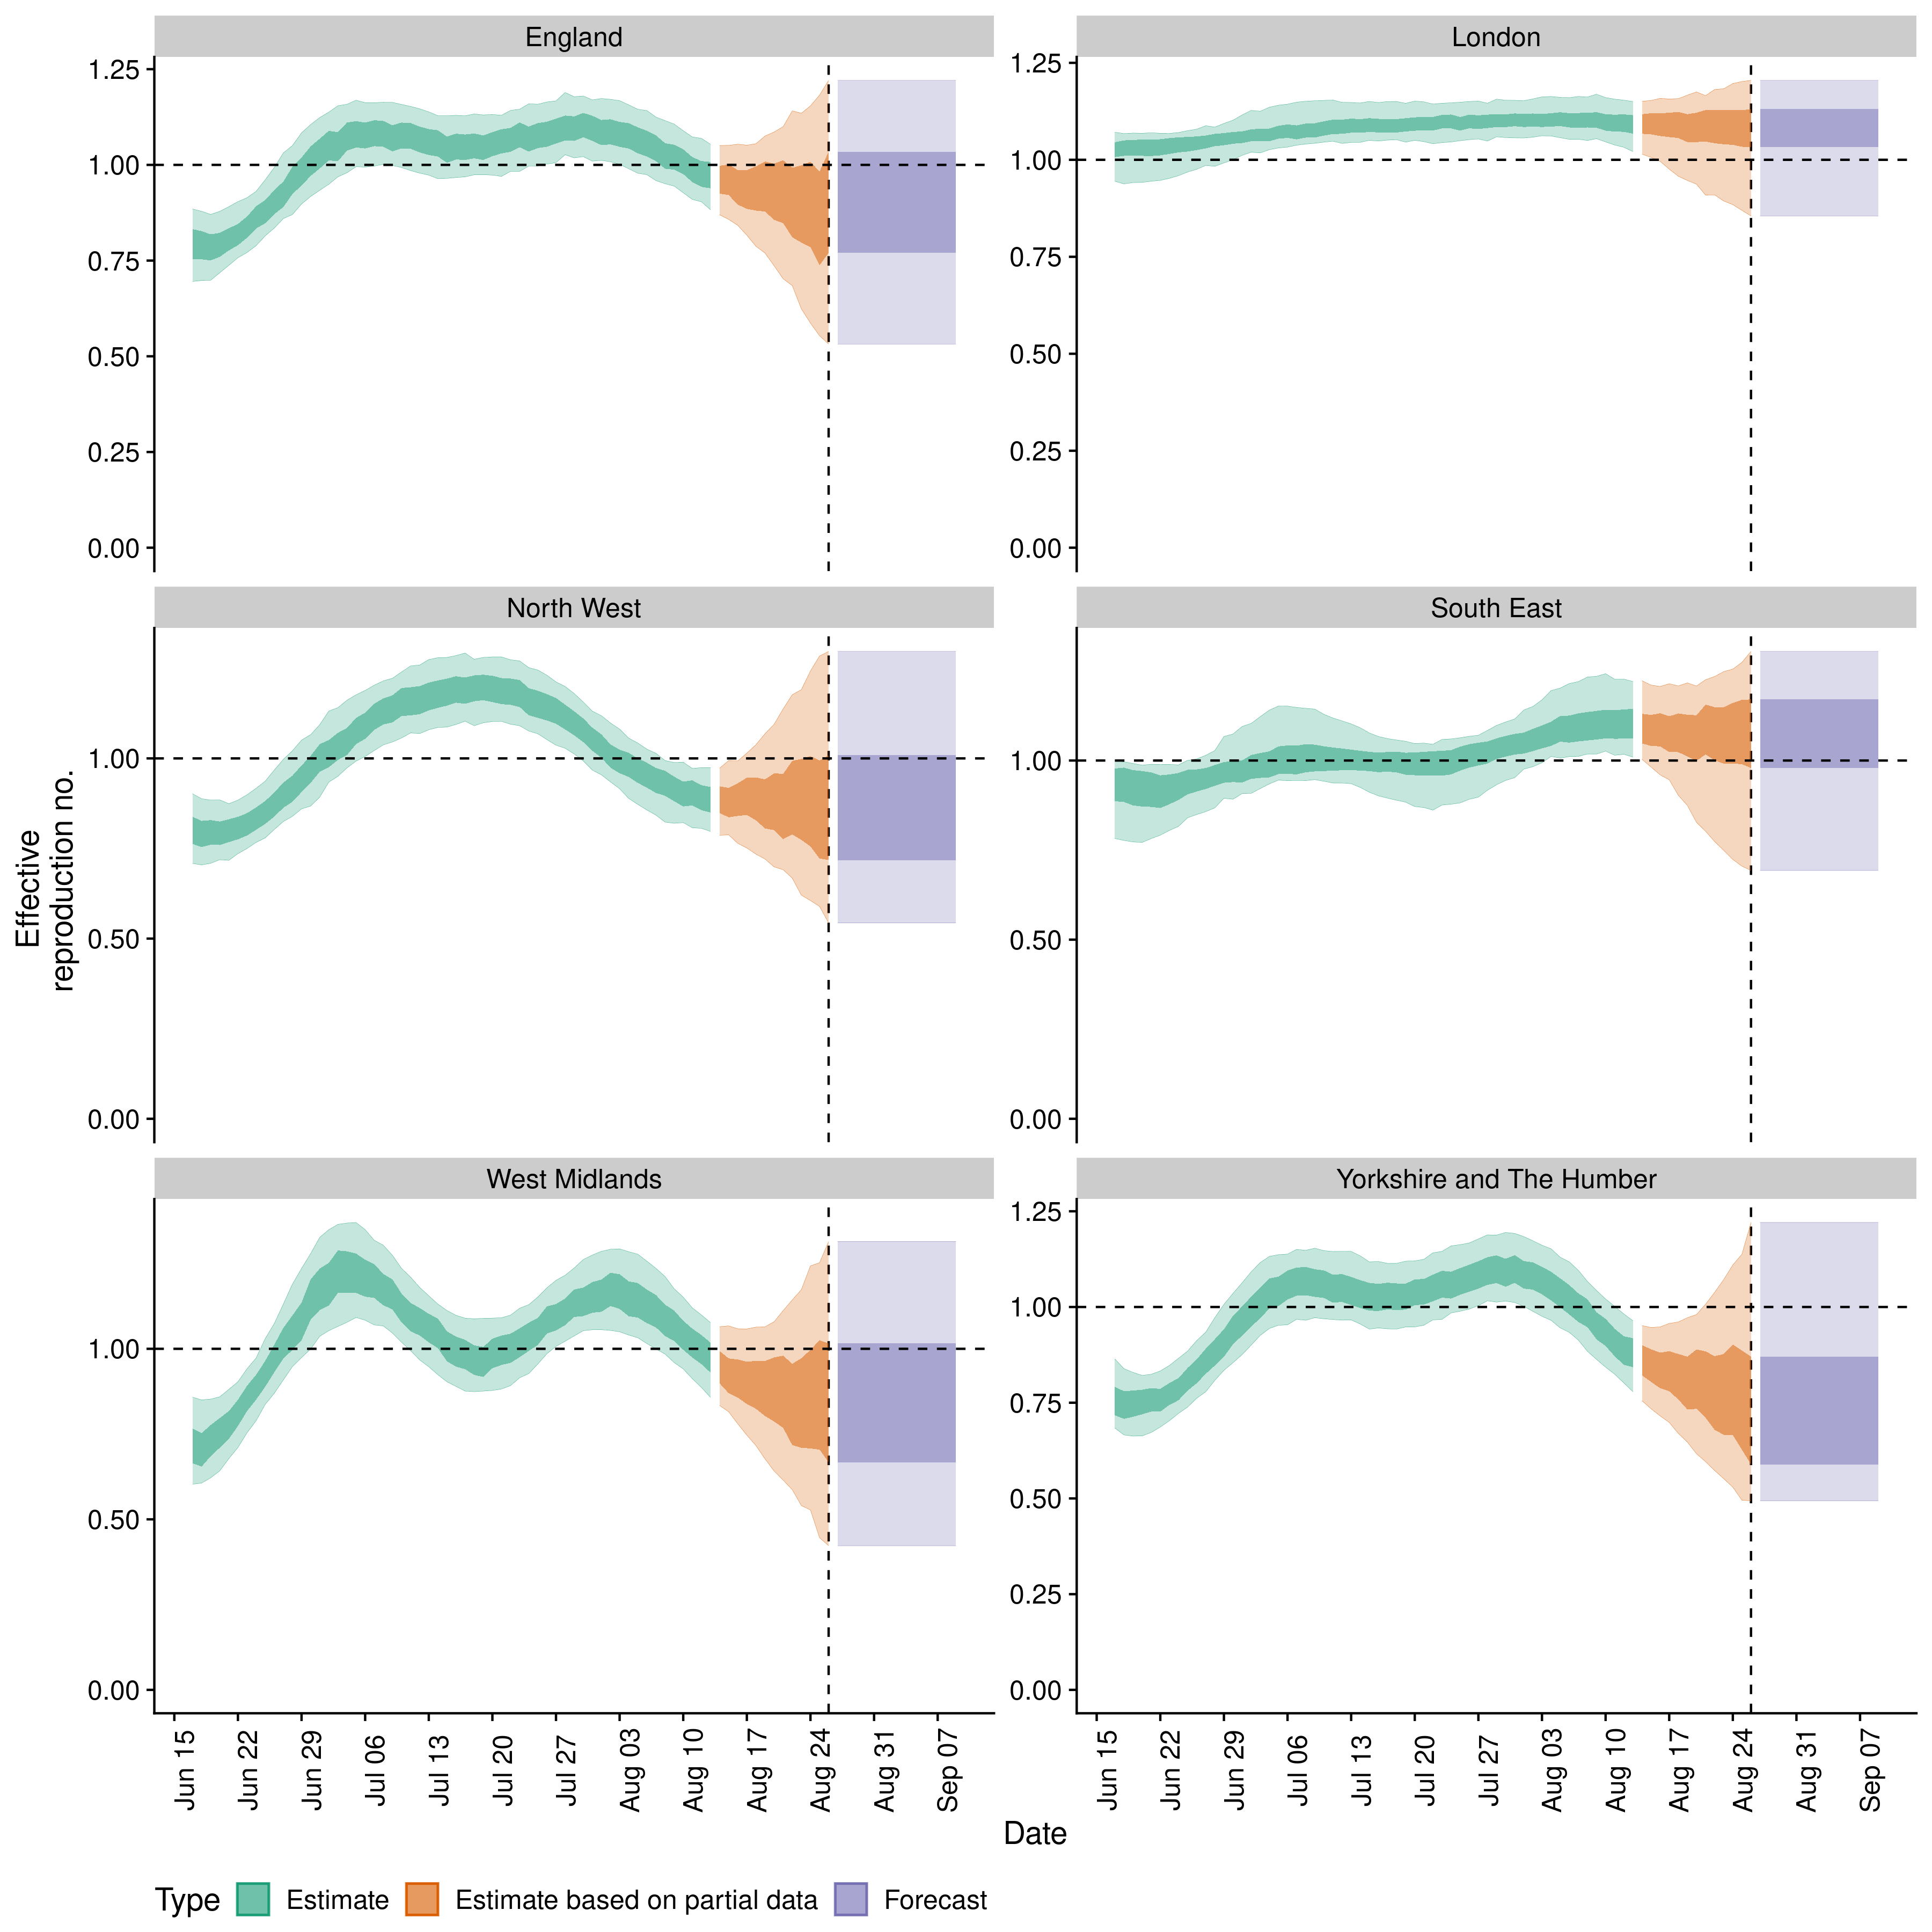 England
London
1.25
1.00
0.75
0.50
0.25
0.00
1.25
1.00
0.75
0.50
0.25
0.00
North West
South East
1.00
0.50
0.00
1.00
0.50
0.00
Effective
reproduction no.
West Midlands
Yorkshire and The Humber
1.00
0.50
0.00
1.25
1.00
0.75
0.50
0.25
0.00
Jun 15
Jun 22
Jun 29
Jul 06
Jul 13
Jul 20
Jul 27
Aug 03
Aug 10
Aug 17
Aug 24
Aug 31
Sep 07
Jun 15
Jun 22
Jun 29
Jul 06
Jul 13
Jul 20
Jul 27
Aug 03
Aug 10
Aug 17
Aug 24
Aug 31
Sep 07
Date
Type Estimate Estimate based on partial data Forecast